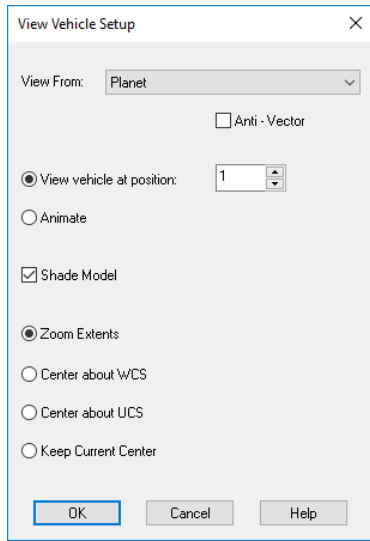 View Vehicle Setup
View From: Planet
Anti - Vector
View vehicle at position: 1
Animate
Shade Model
Zoom Extents
Center about WCS
Center about UCS
Keep Current Center
OK Cancel Help